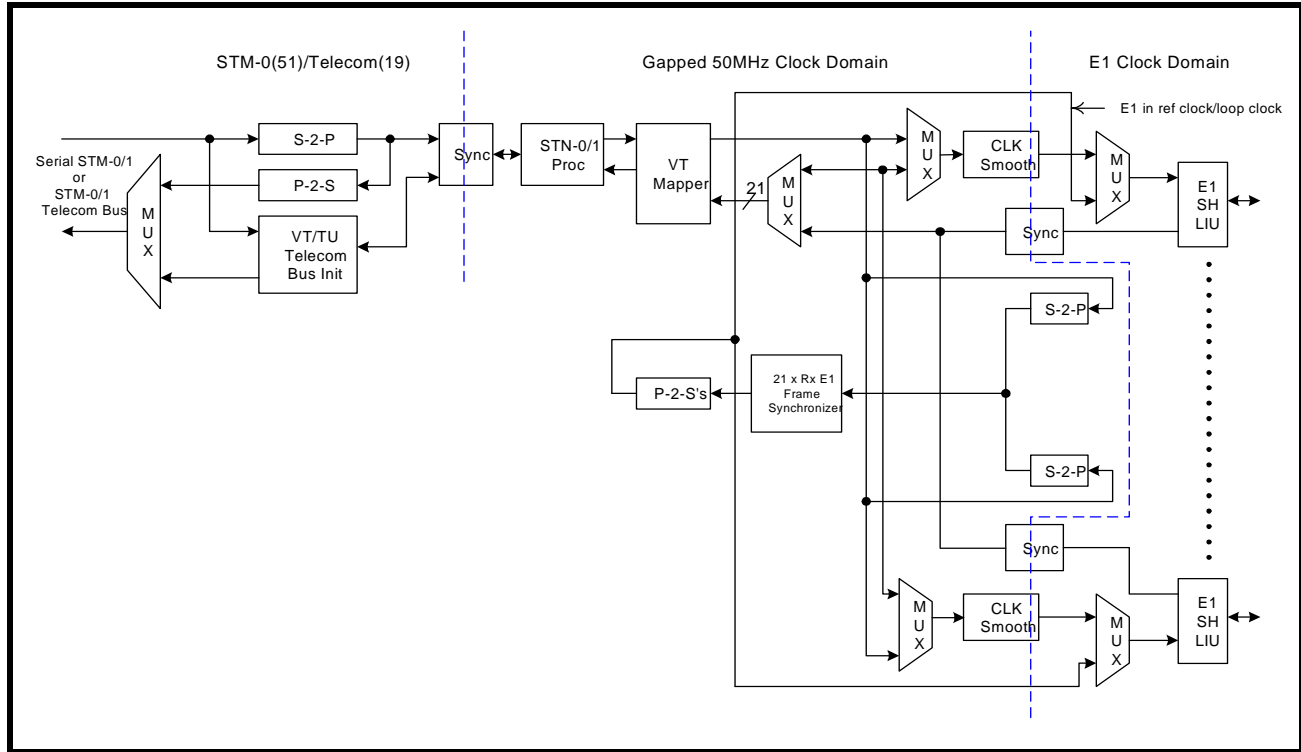 STM-0(51)/Telecom(19)
Gapped 50MHz Clock Domain
E1 Clock Domain
E1 in ref clock/loop clock
Serial STM-0/1
or
STM-0/1
Telecom Bus
M
U
X
S-2-P
P-2-S
VT/TU
Telecom
Bus Init
Sync
STN-0/1
Proc
VT
Mapper
21
M
U
X
M
U
X
CLK
Smooth
M
U
X
E1
SH
LIU
Sync
S-2-P
P-2-S's
21 x Rx E1
Frame
Synchronizer
S-2-P
Sync
M
U
X
CLK
Smooth
M
U
X
E1
SH
LIU